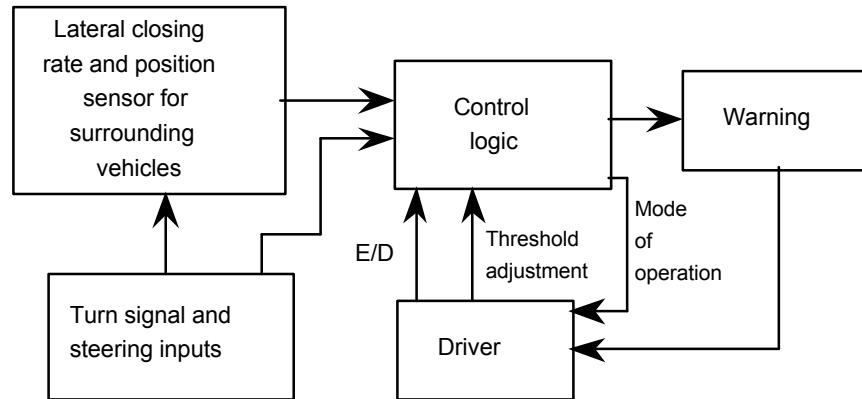 Lateral closing
rate and position
sensor for
surrounding
vehicles
Control
logic
Warning
E/D
Threshold
adjustment
Mode
of
operation
Turn signal and
steering inputs
Driver